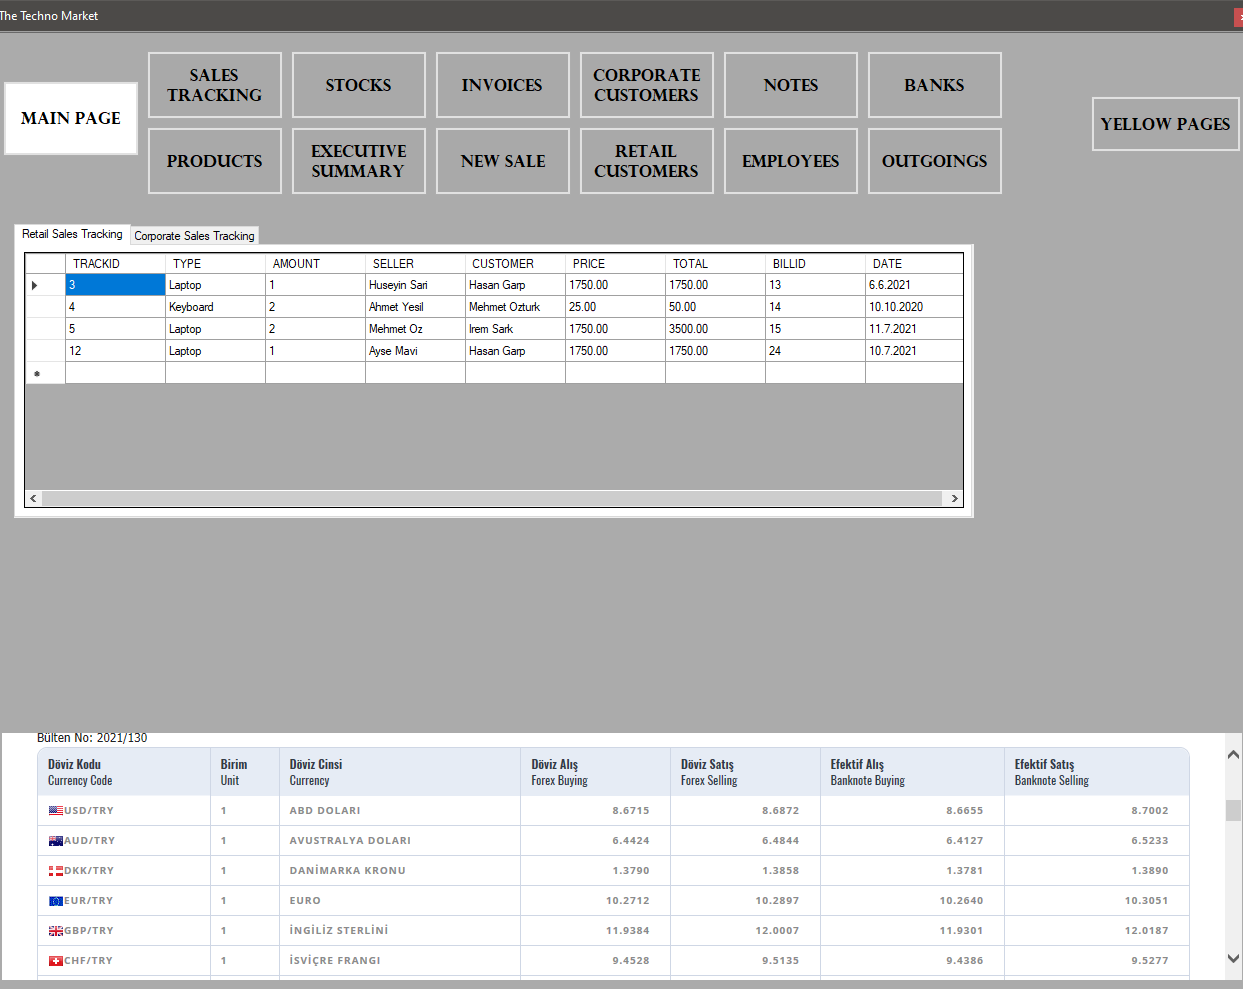 The Techno Market
MAIN PAGE
SALES TRACKING
STOCKS
INVOICES
CORPORATE CUSTOMERS
NOTES
BANKS
PRODUCTS
EXECUTIVE SUMMARY
NEW SALE
RETAIL CUSTOMERS
EMPLOYEES
OUTGOINGS
YELLOW PAGES
Retail Sales Tracking Corporate Sales Tracking
TRACKID TYPE AMOUNT SELLER CUSTOMER PRICE TOTAL BILLID DATE
3 Laptop 1 Huseyin Sari Hasan Garp 1750.00 1750.00 13 6.6.2021
4 Keyboard 2 Ahmet Yesil Mehmet Ozturk 25.00 50.00 14 10.10.2020
5 Laptop 2 Mehmet Oz Irem Sark 1750.00 3500.00 15 11.7.2021
12 Laptop 1 Ayse Mavi Hasan Garp 1750.00 1750.00 24 10.7.2021
Bülten No: 2021/130
Döviz Kodu Birim Döviz Cinsi Döviz Alış Döviz Satış Efektif Alış Efektif Satış
Currency Code Unit Currency Forex Buying Forex Selling Banknote Buying Banknote Selling
USD/TRY 1 ABD DOLARI 8.6715 8.6872 8.6655 8.7002
AUD/TRY 1 AVUSTRALYA DOLARI 6.4424 6.4844 6.4127 6.5233
DKK/TRY 1 DANİMARKA KRONU 1.3790 1.3858 1.3781 1.3890
EUR/TRY 1 EURO 10.2712 10.2897 10.2640 10.3051
GBP/TRY 1 İNGİLİZ STERLİNİ 11.9384 12.0007 11.9301 12.0187
CHF/TRY 1 İSVİÇRE FRANGI 9.4528 9.5135 9.4386 9.5277